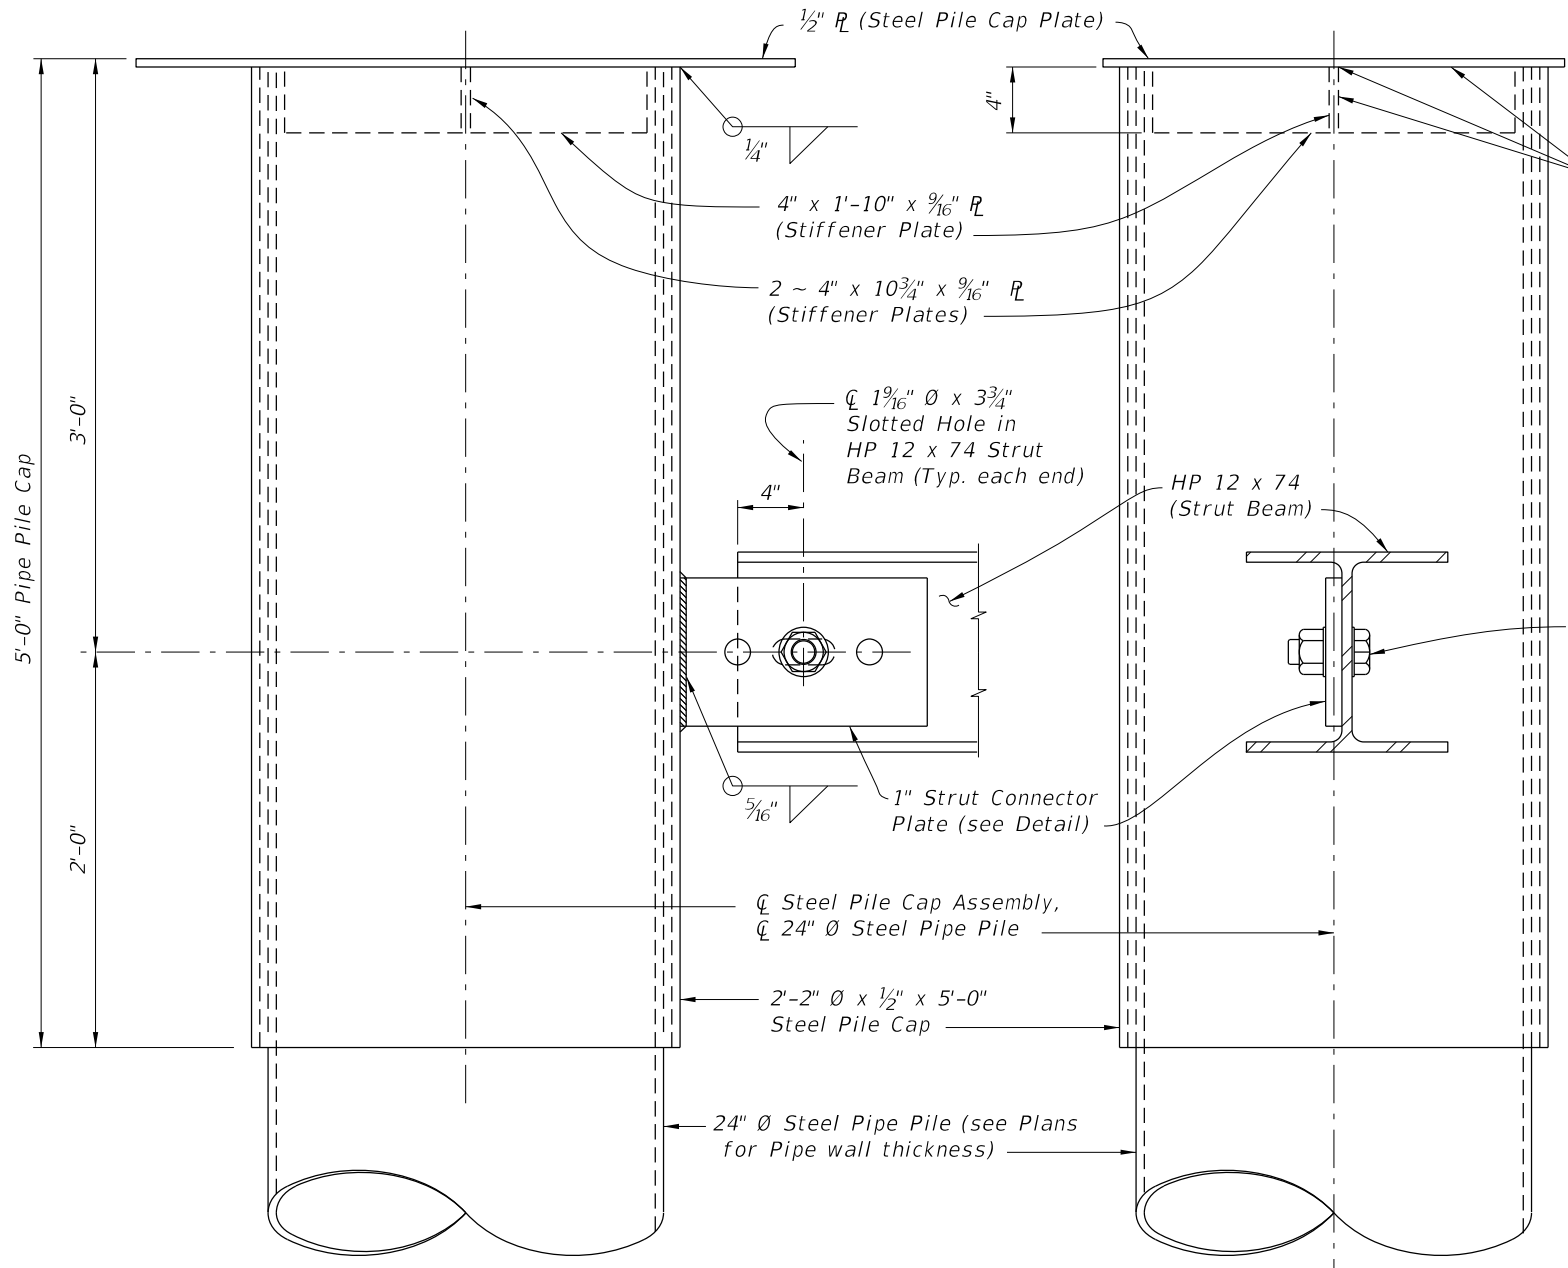 ½" ℄ (Steel Pile Cap Plate)
4"
¼"
4" x 1'-10" x 9/16" ℄
(Stiffener Plate)
2 ~ 4" x 10¾" x 9/16" ℄
(Stiffener Plates)
3'-0"
5'-0" Pipe Pile Cap
℄ 1 9/16" Ø x 3¾"
Slotted Hole in
HP 12 x 74 Strut
Beam (Typ. each end)
4"
HP 12 x 74
(Strut Beam)
5/16"
1" Strut Connector
Plate (see Detail)
2'-0"
℄ Steel Pile Cap Assembly,
℄ 24" Ø Steel Pipe Pile
2'-2" Ø x ½" x 5'-0"
Steel Pile Cap
24" Ø Steel Pipe Pile (see Plans
for Pipe wall thickness)